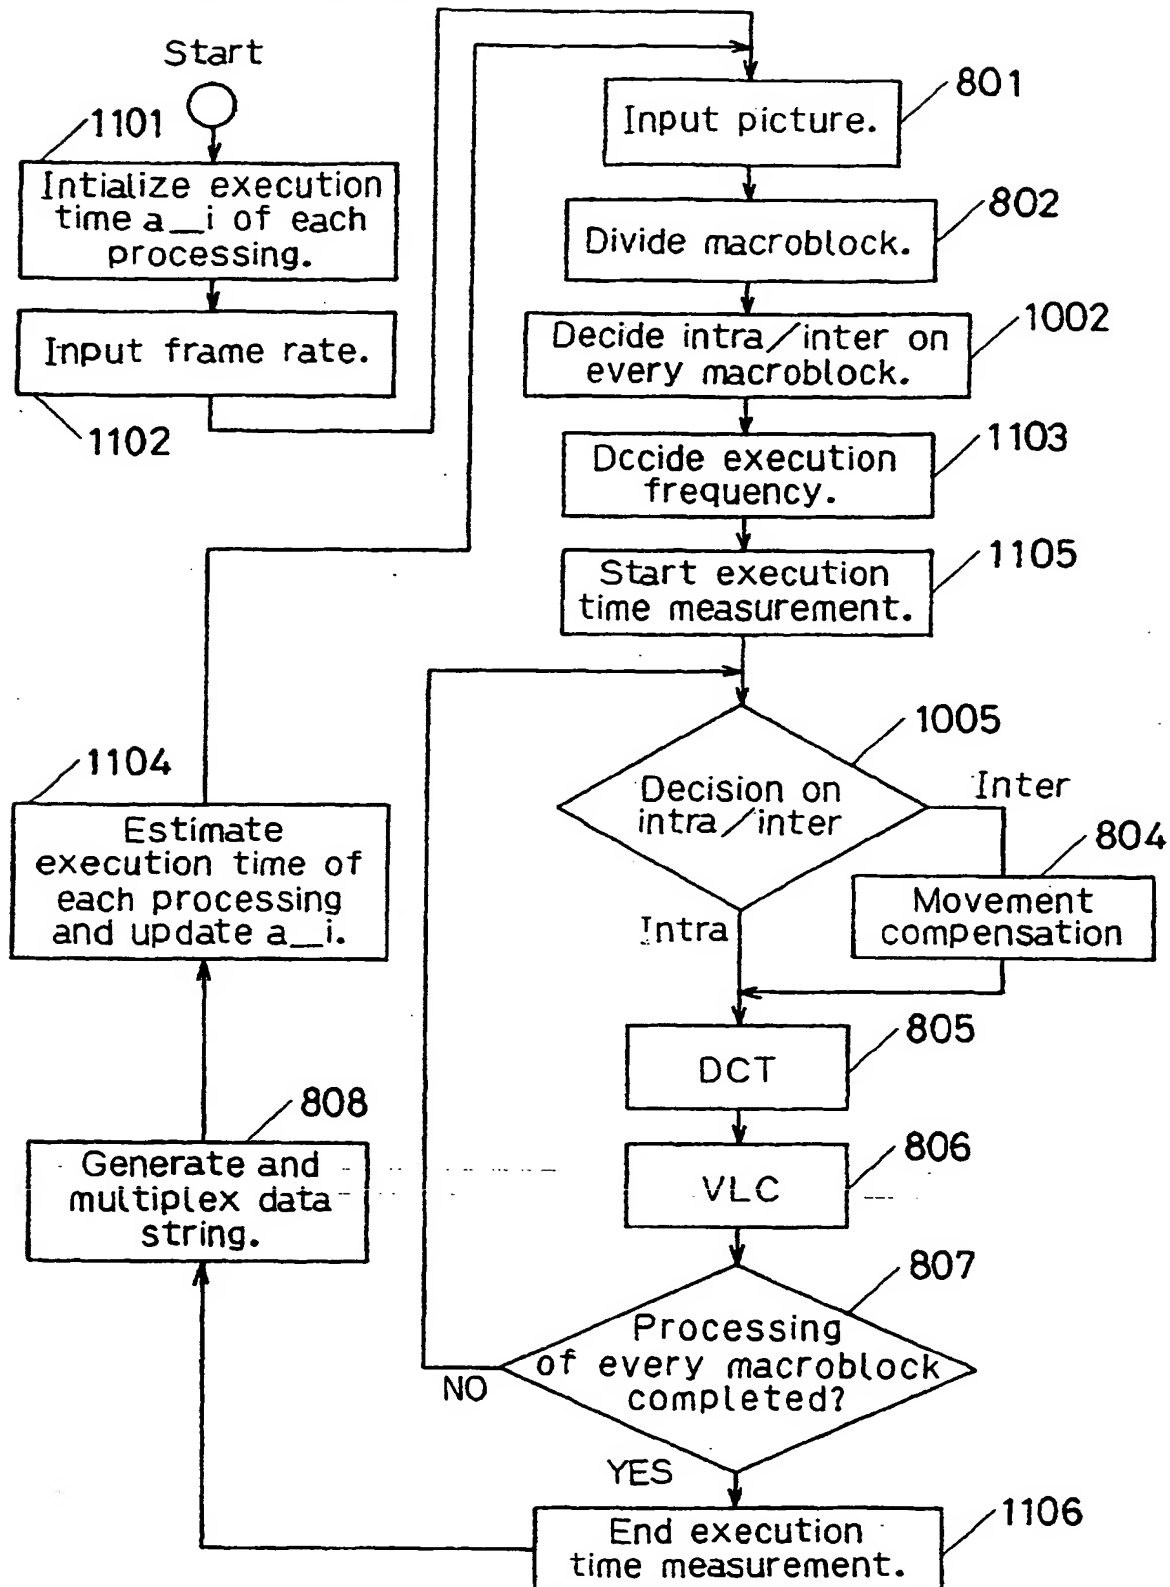 Start
1101
Intialize execution
time a__i of each
processing.
Input frame rate.
1102
801
Input picture.
802
Divide macroblock.
1002
Decide intra/inter on
every macroblock.
1103
Dccide execution
frequency.
1105
Start execution
time measurement.
1005
Decision on
intra/inter
Inter
804
Movement
compensation
Intra
805
DCT
806
VLC
807
Processing
of every macroblock
completed?
NO
YES
1106
End execution
time measurement.
808
Generate and
multiplex data
string.
1104
Estimate
execution time of
each processing
and update a__i.